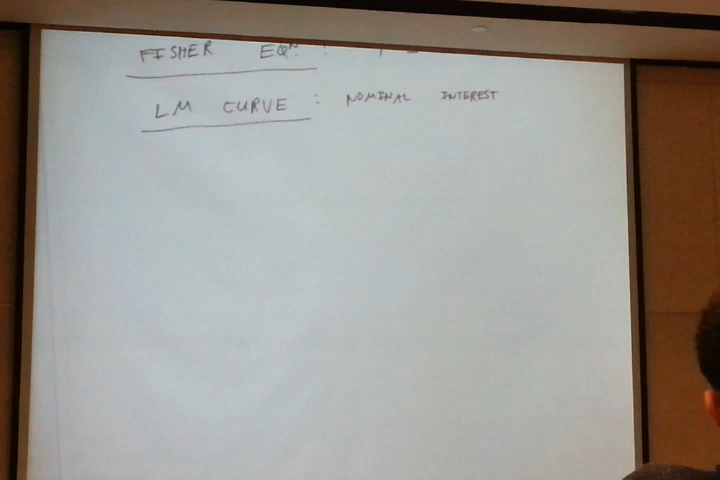 FISHER EQⁿ. :
LM CURVE : NOMINAL INTEREST